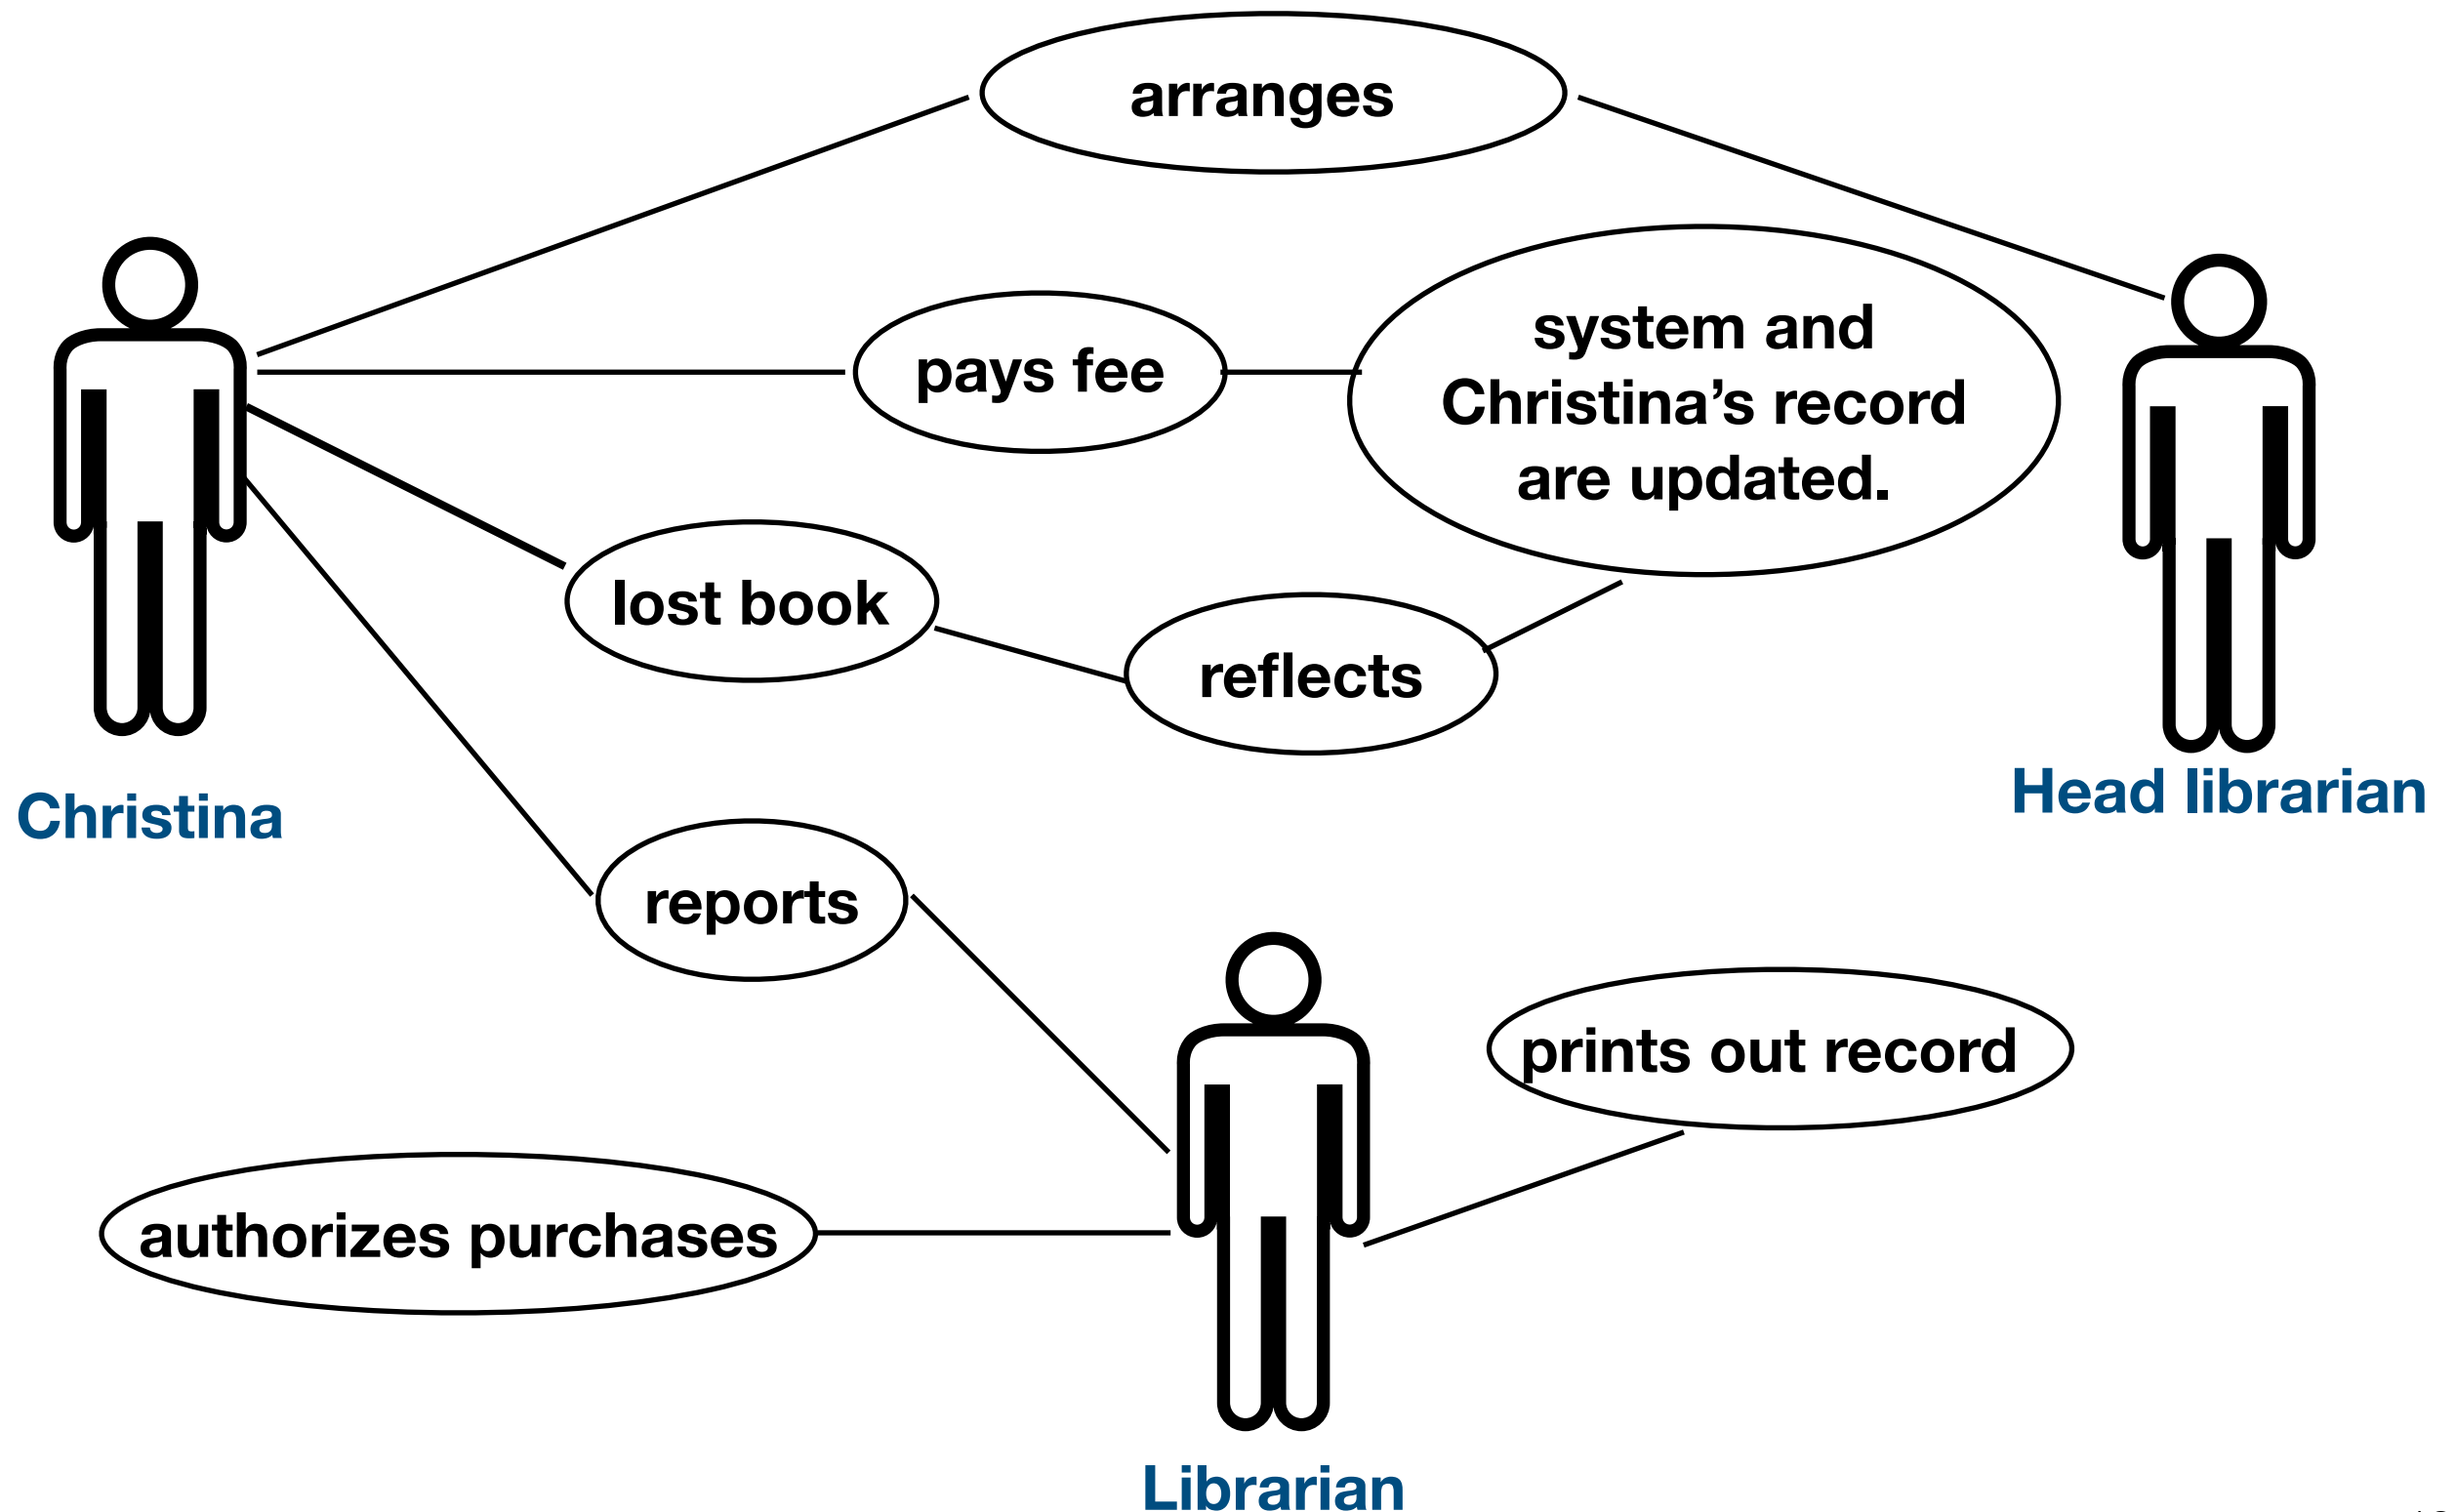 arranges
system and
Christina's record
are updated.
pays fee
lost book
reflects
Christina
Head librarian
reports
prints out record
authorize purchases
Librarian